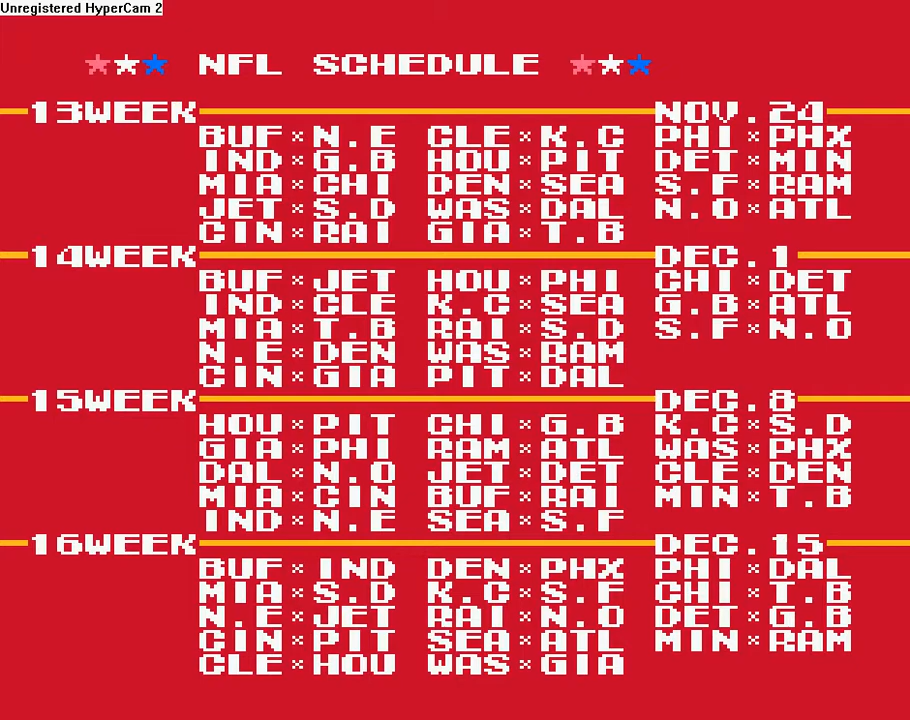 Unregistered HyperCam 2
NFL SCHEDULE
13WEEK NOV.24
BUF×N.E CLE×K.C PHI×PHX
IND×G.B HOU×PIT DET×MIN
MIA×CHI DEN×SEA S.F×RAM
JET×S.D WAS×DAL N.O×ATL
CIN×RAI GIA×T.B
14WEEK DEC.1
BUF×JET HOU×PHI CHI×DET
IND×CLE K.C×SEA G.B×ATL
MIA×T.B RAI×S.D S.F×N.O
N.E×DEN WAS×RAM
CIN×GIA PIT×DAL
15WEEK DEC.8
HOU×PIT CHI×G.B K.C×S.D
GIA×PHI RAM×ATL WAS×PHX
DAL×N.O JET×DET CLE×DEN
MIA×CIN BUF×RAI MIN×T.B
IND×N.E SEA×S.F
16WEEK DEC.15
BUF×IND DEN×PHX PHI×DAL
MIA×S.D K.C×S.F CHI×T.B
N.E×JET RAI×N.O DET×G.B
CIN×PIT SEA×ATL MIN×RAM
CLE×HOU WAS×GIA